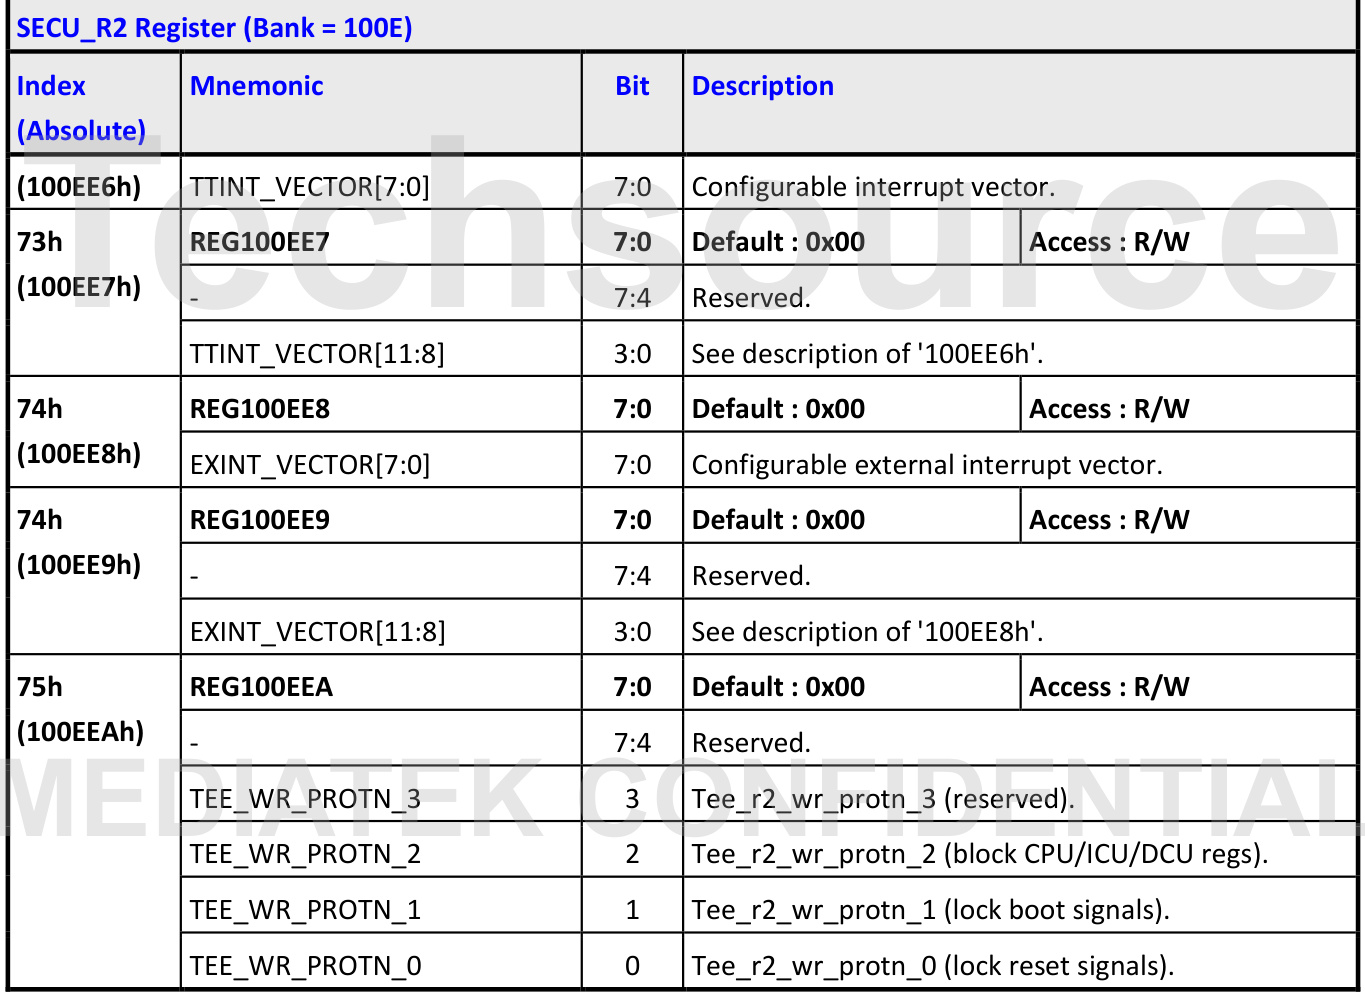 SECU_R2 Register (Bank = 100E)
Index (Absolute) Mnemonic Bit Description
(100EE6h) TTINT_VECTOR[7:0] 7:0 Configurable interrupt vector.
73h (100EE7h) REG100EE7 7:0 Default : 0x00 Access : R/W
- 7:4 Reserved.
TTINT_VECTOR[11:8] 3:0 See description of '100EE6h'.
74h (100EE8h) REG100EE8 7:0 Default : 0x00 Access : R/W
EXINT_VECTOR[7:0] 7:0 Configurable external interrupt vector.
74h (100EE9h) REG100EE9 7:0 Default : 0x00 Access : R/W
- 7:4 Reserved.
EXINT_VECTOR[11:8] 3:0 See description of '100EE8h'.
75h (100EEAh) REG100EEA 7:0 Default : 0x00 Access : R/W
- 7:4 Reserved.
TEE_WR_PROTN_3 3 Tee_r2_wr_protn_3 (reserved).
TEE_WR_PROTN_2 2 Tee_r2_wr_protn_2 (block CPU/ICU/DCU regs).
TEE_WR_PROTN_1 1 Tee_r2_wr_protn_1 (lock boot signals).
TEE_WR_PROTN_0 0 Tee_r2_wr_protn_0 (lock reset signals).
Techsource
MEDIATEK CONFIDENTIAL